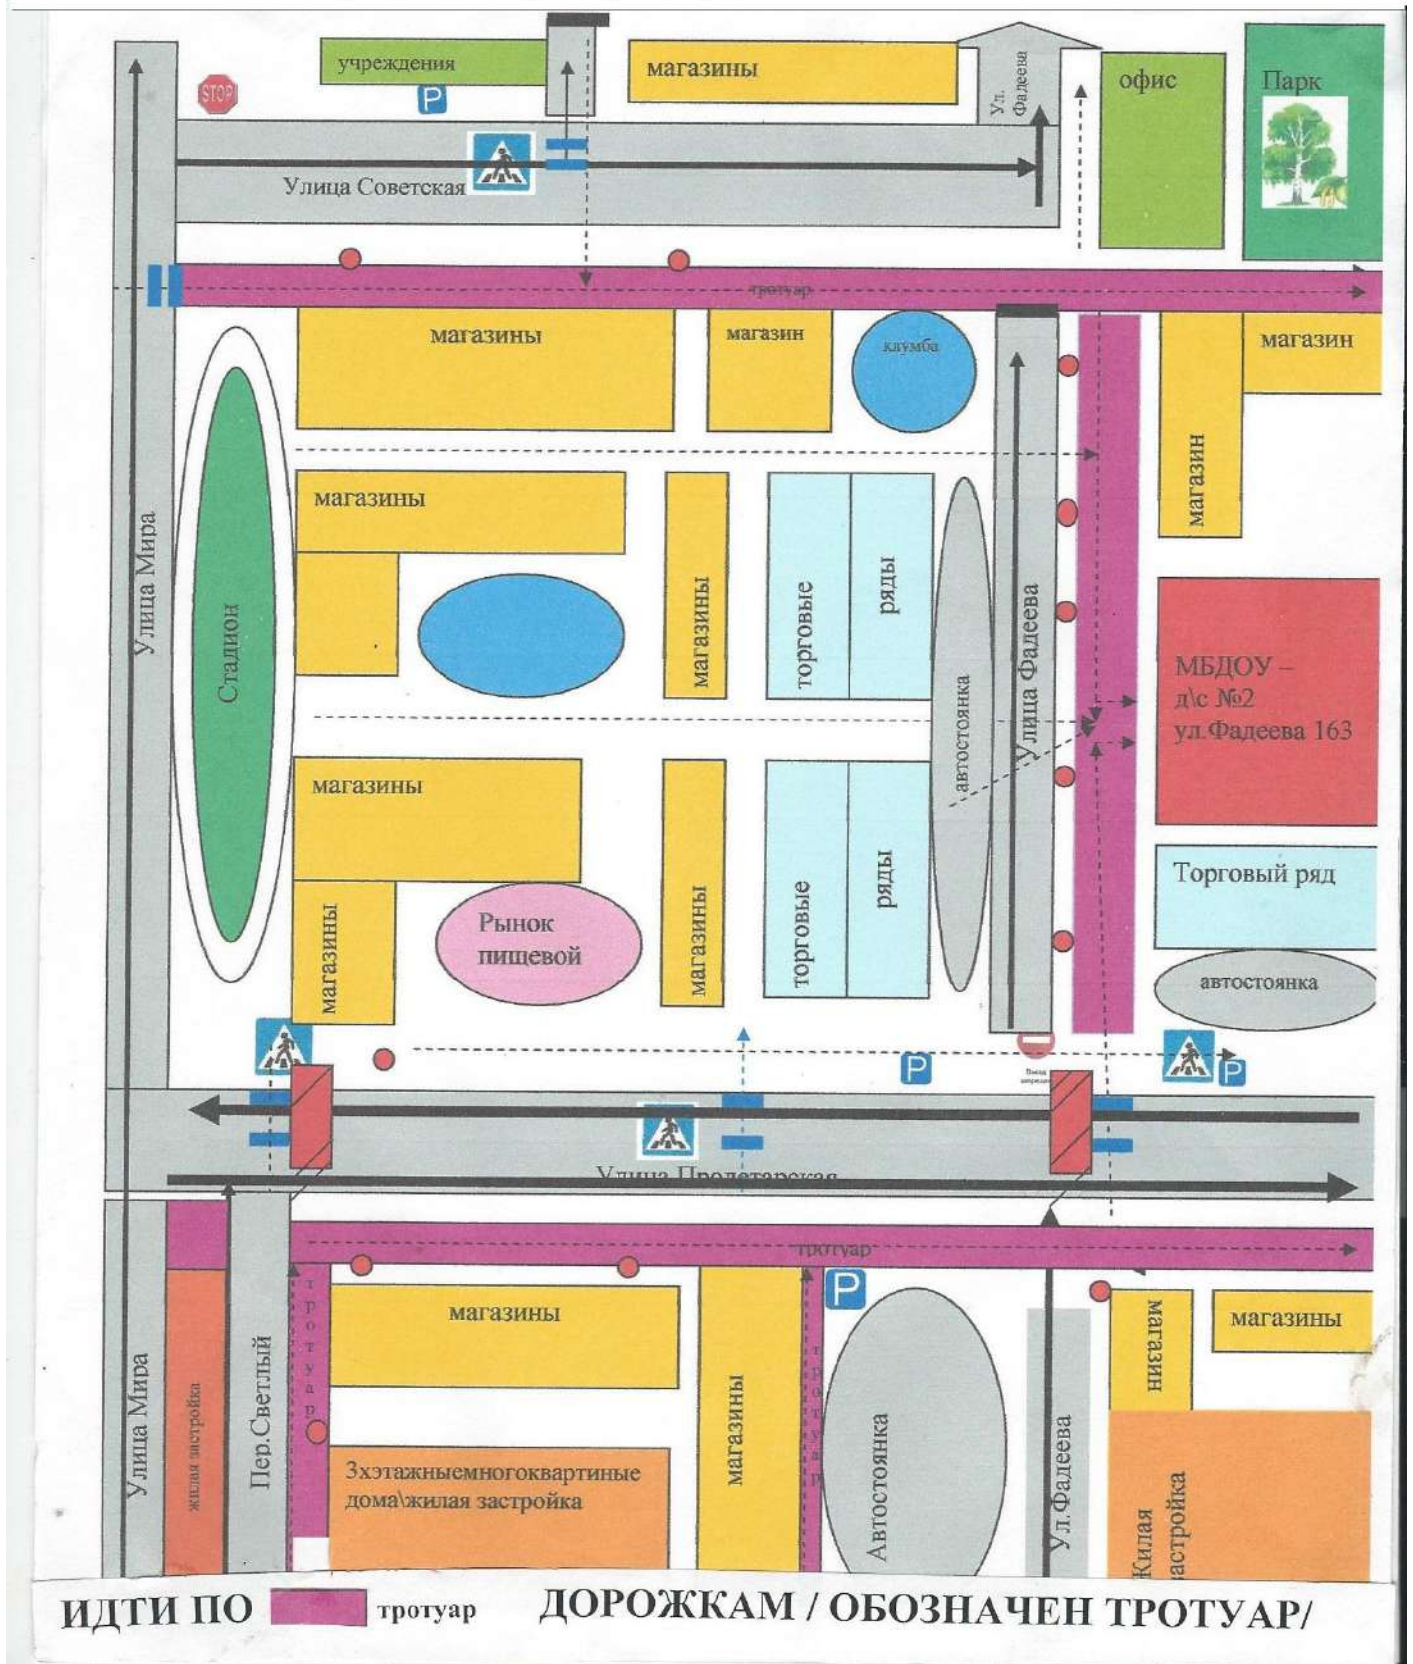 учреждения
магазины
Ул.
Фадеева
офис
Парк
STOP
P
Улица Советская
тротуар
магазины
магазин
клумба
магазин
магазин
магазины
Улица Мира
Стадион
магазины
торговые
ряды
автостоянка
Улица Фадеева
МБДОУ –
д\с №2
ул.Фадеева 163
магазины
магазины
Рынок
пищевой
магазины
торговые
ряды
Торговый ряд
автостоянка
P
P
Улица Пролетарская
тротуар
P
Улица Мира
жилая застройка
Пер.Светлый
тротуар
магазины
3хэтажныемногоквартиные
дома\жилая застройка
магазины
тротуар
Автостоянка
Ул.Фадеева
магазин
магазины
Жилая
застройка
ИДТИ ПО тротуар ДОРОЖКАМ / ОБОЗНАЧЕН ТРОТУАР/